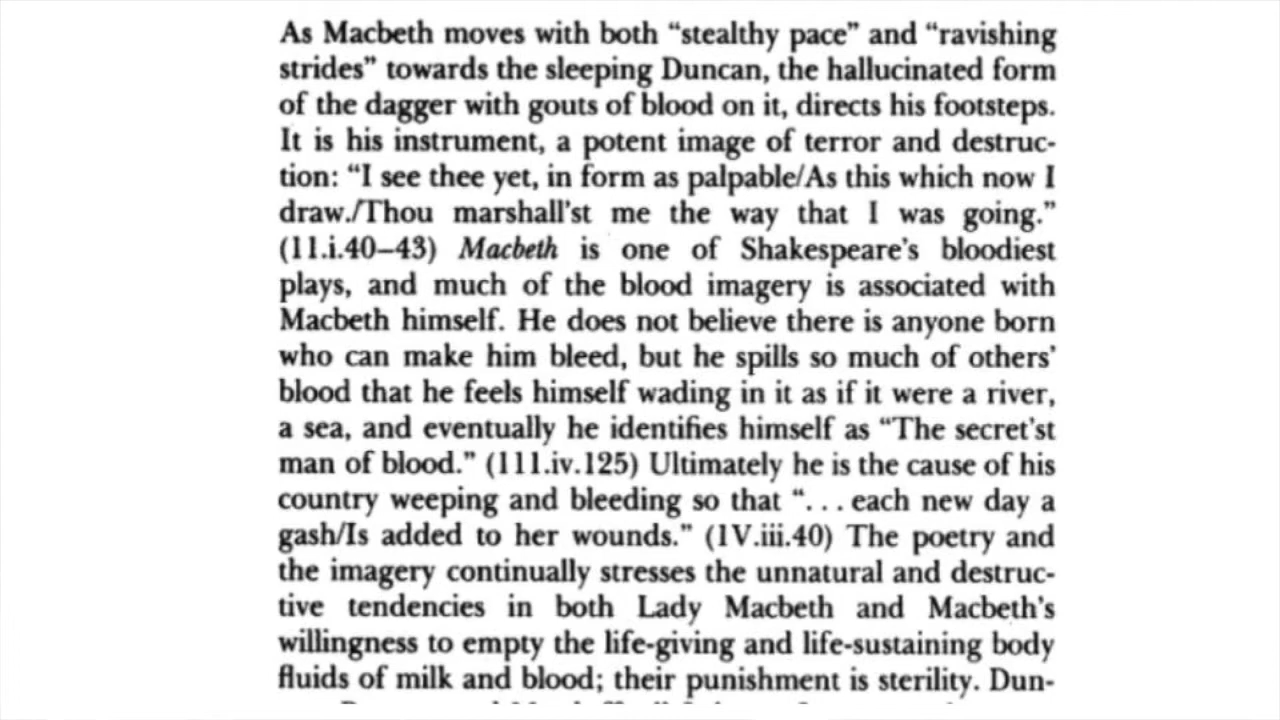 As Macbeth moves with both “stealthy pace” and “ravishing
strides” towards the sleeping Duncan, the hallucinated form
of the dagger with gouts of blood on it, directs his footsteps.
It is his instrument, a potent image of terror and destruc-
tion: “I see thee yet, in form as palpable/As this which now I
draw./Thou marshall'st me the way that I was going.”
(11.i.40–43) Macbeth is one of Shakespeare's bloodiest
plays, and much of the blood imagery is associated with
Macbeth himself. He does not believe there is anyone born
who can make him bleed, but he spills so much of others'
blood that he feels himself wading in it as if it were a river,
a sea, and eventually he identifies himself as “The secret'st
man of blood.” (111.iv.125) Ultimately he is the cause of his
country weeping and bleeding so that “. . . each new day a
gash/Is added to her wounds.” (1V.iii.40) The poetry and
the imagery continually stresses the unnatural and destruc-
tive tendencies in both Lady Macbeth and Macbeth's
willingness to empty the life-giving and life-sustaining body
fluids of milk and blood; their punishment is sterility. Dun-